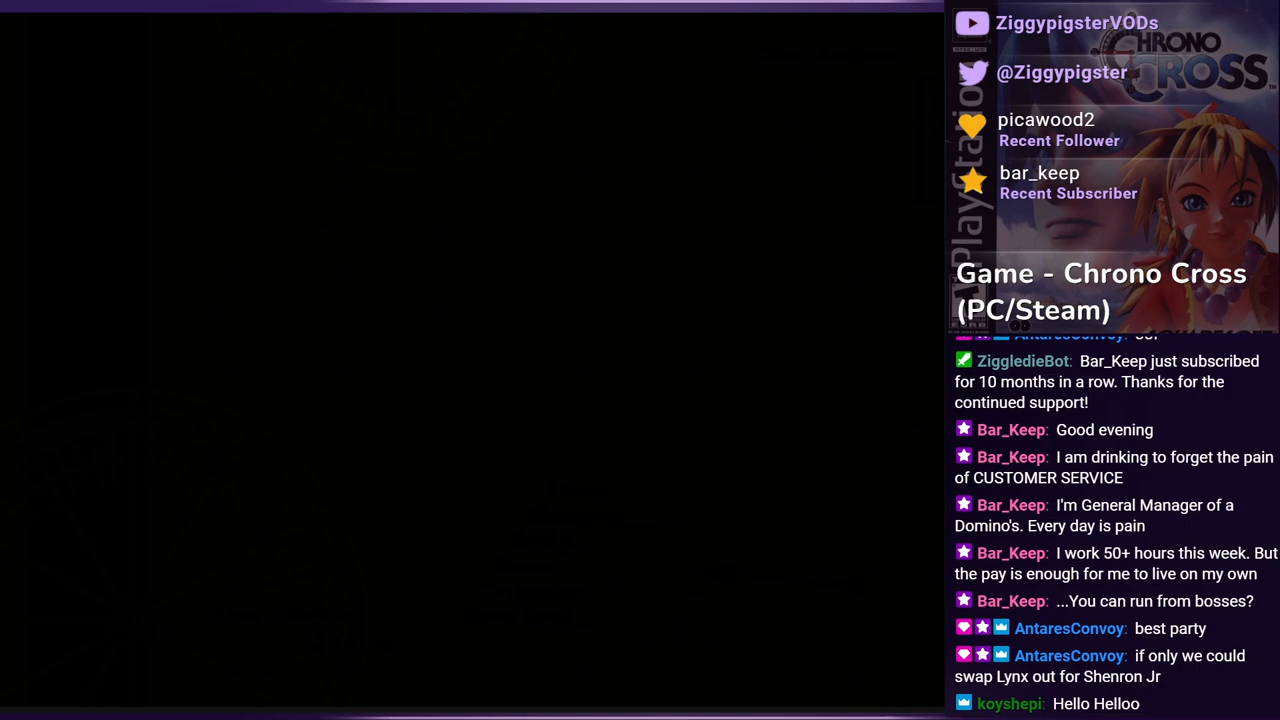 ZiggypigsterVODs
@Ziggypigster
picawood2
Recent Follower
bar_keep
Recent Subscriber
CHRONO
CROSS
PlayStation
Game - Chrono Cross
(PC/Steam)
ZiggledieBot: Bar_Keep just subscribed
for 10 months in a row. Thanks for the
continued support!
Bar_Keep: Good evening
Bar_Keep: I am drinking to forget the pain
of CUSTOMER SERVICE
Bar_Keep: I'm General Manager of a
Domino's. Every day is pain
Bar_Keep: I work 50+ hours this week. But
the pay is enough for me to live on my own
Bar_Keep: ...You can run from bosses?
AntaresConvoy: best party
AntaresConvoy: if only we could
swap Lynx out for Shenron Jr
koyshepi: Hello Helloo